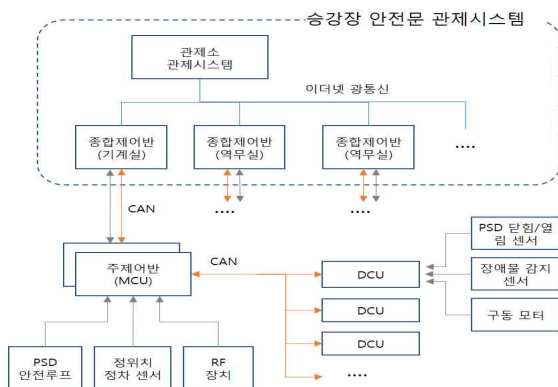 승강장 안전문 관제시스템
관제소
관제시스템
이더넷 광통신
종합제어반
(기계실)
종합제어반
(역무실)
종합제어반
(역무실)
....
CAN
....
....
주제어반
(MCU)
CAN
DCU
DCU
DCU
....
PSD 닫힘/열
림 센서
장애물 감지
센서
구동 모터
PSD
안전루프
정위치
정차 센서
RF
장치